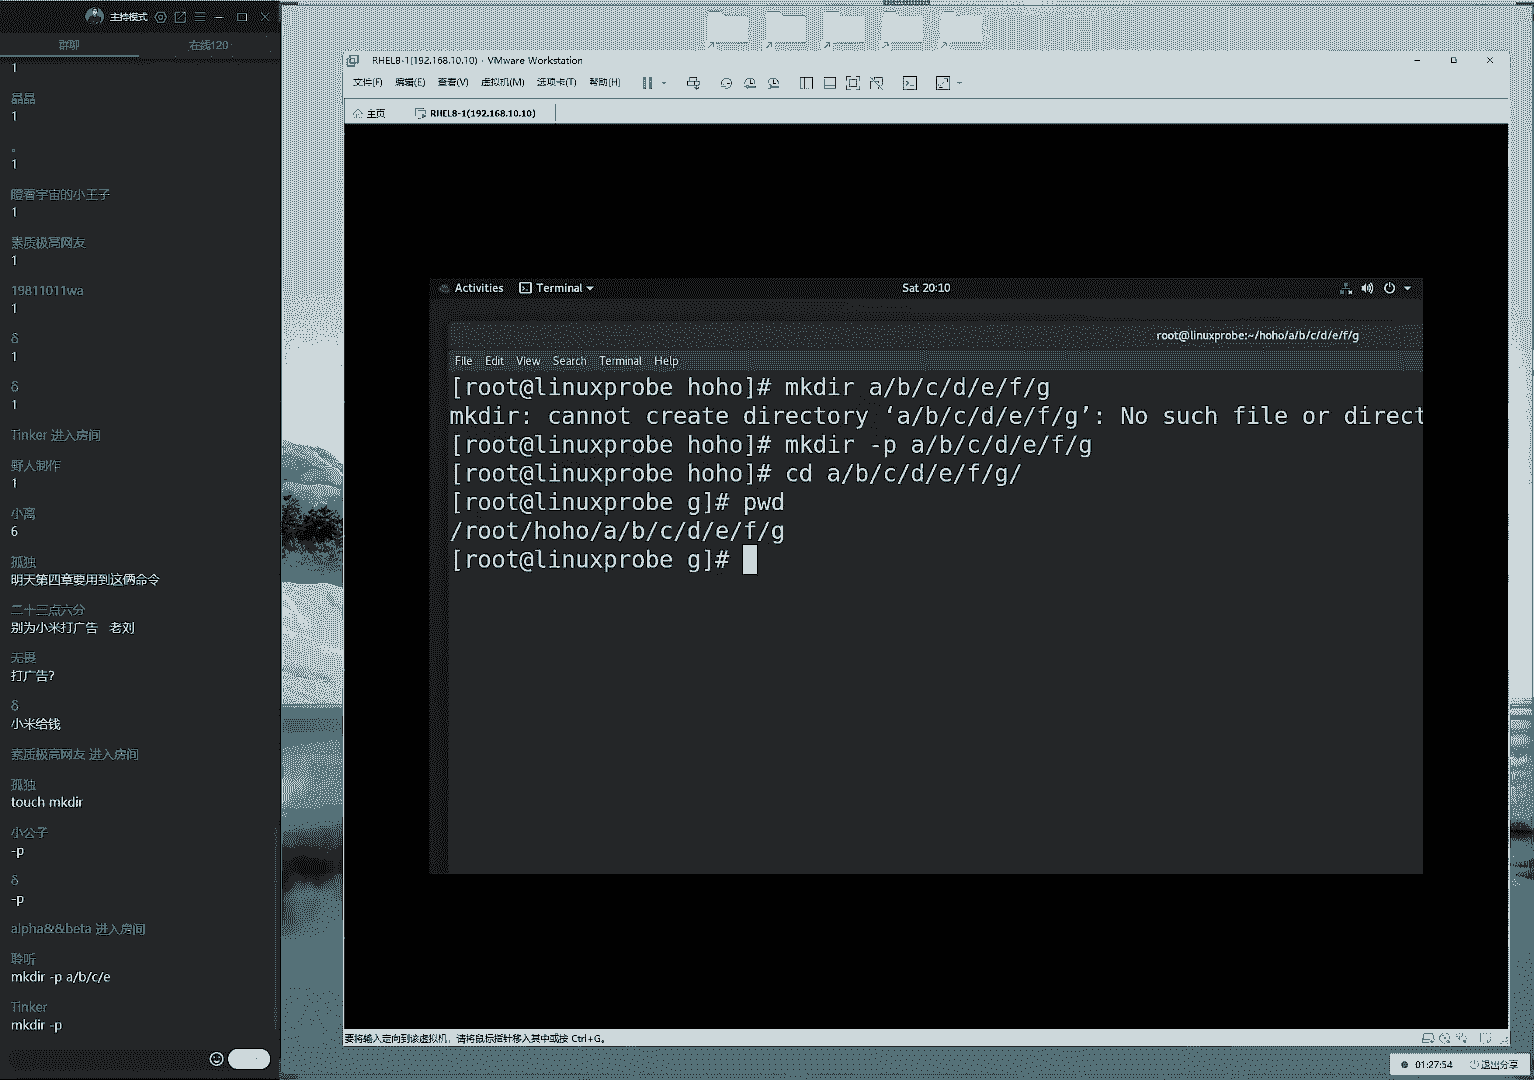 主持模式
群聊
在线120
1
磊磊
1
。
1
瞪着宇宙的小王子
1
素质极高网友
1
19811011wa
1
δ
1
δ
1
Tinker 进入房间
野人制作
1
小离
6
孤独
明天第四章要用到这俩命令
二十三点六分
别为小米打广告 老刘
无畏
打广告?
δ
小米给钱
素质极高网友 进入房间
孤独
touch mkdir
小公子
-p
δ
-p
alpha&&beta 进入房间
聆听
mkdir -p a/b/c/e
Tinker
mkdir -p
RHEL8-1(192.168.10.10) - VMware Workstation
文件(F) 编辑(E) 查看(V) 虚拟机(M) 选项卡(T) 帮助(H)
主页
RHEL8-1(192.168.10.10)
Activities
Terminal
Sat 20:10
root@linuxprobe:~/hoho/a/b/c/d/e/f/g
File Edit View Search Terminal Help
[root@linuxprobe hoho]# mkdir a/b/c/d/e/f/g
mkdir: cannot create directory ‘a/b/c/d/e/f/g’: No such file or direct
[root@linuxprobe hoho]# mkdir -p a/b/c/d/e/f/g
[root@linuxprobe hoho]# cd a/b/c/d/e/f/g/
[root@linuxprobe g]# pwd
/root/hoho/a/b/c/d/e/f/g
[root@linuxprobe g]#
要将输入定向到该虚拟机，请将鼠标指针移入其中或按 Ctrl+G。
01:27:54
退出分享